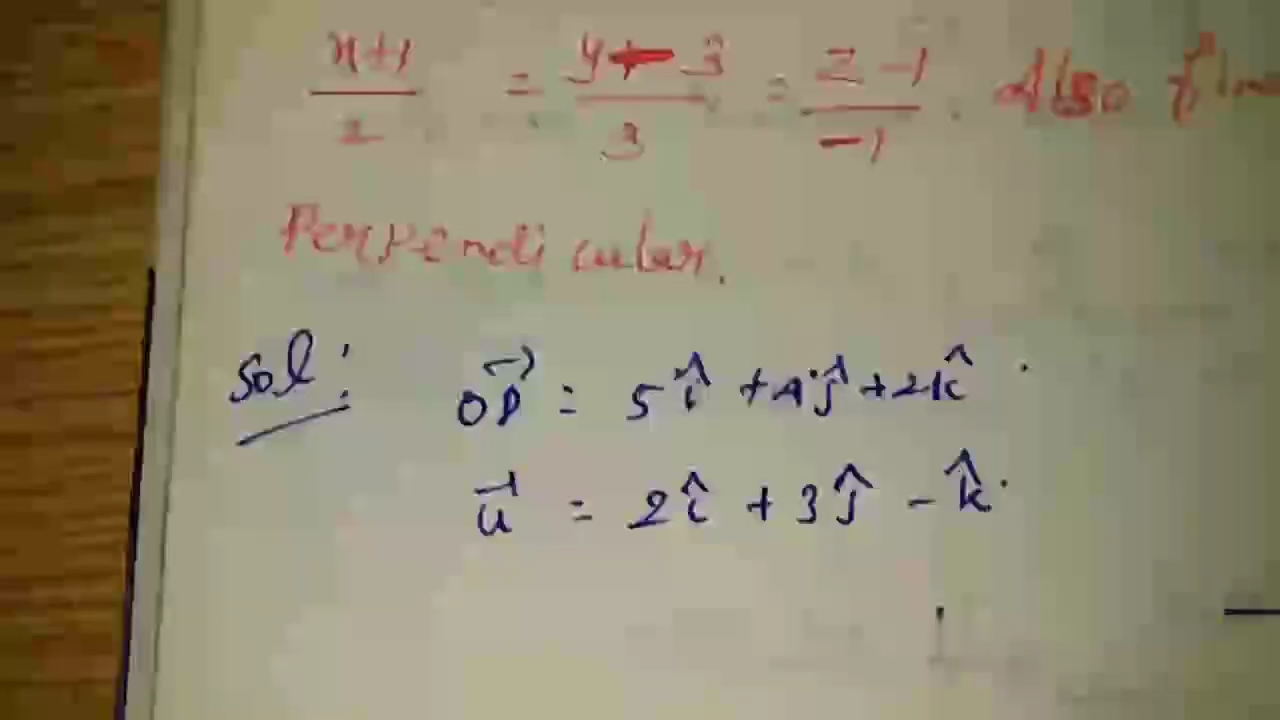 x+1 / 2 = y - 3 / 3 = z - 1 / -1 . Also find
Perpendicular.
Sol: OP⃗ = 5î + 4ĵ + 2k̂ .
u⃗ = 2î + 3ĵ - k̂ .